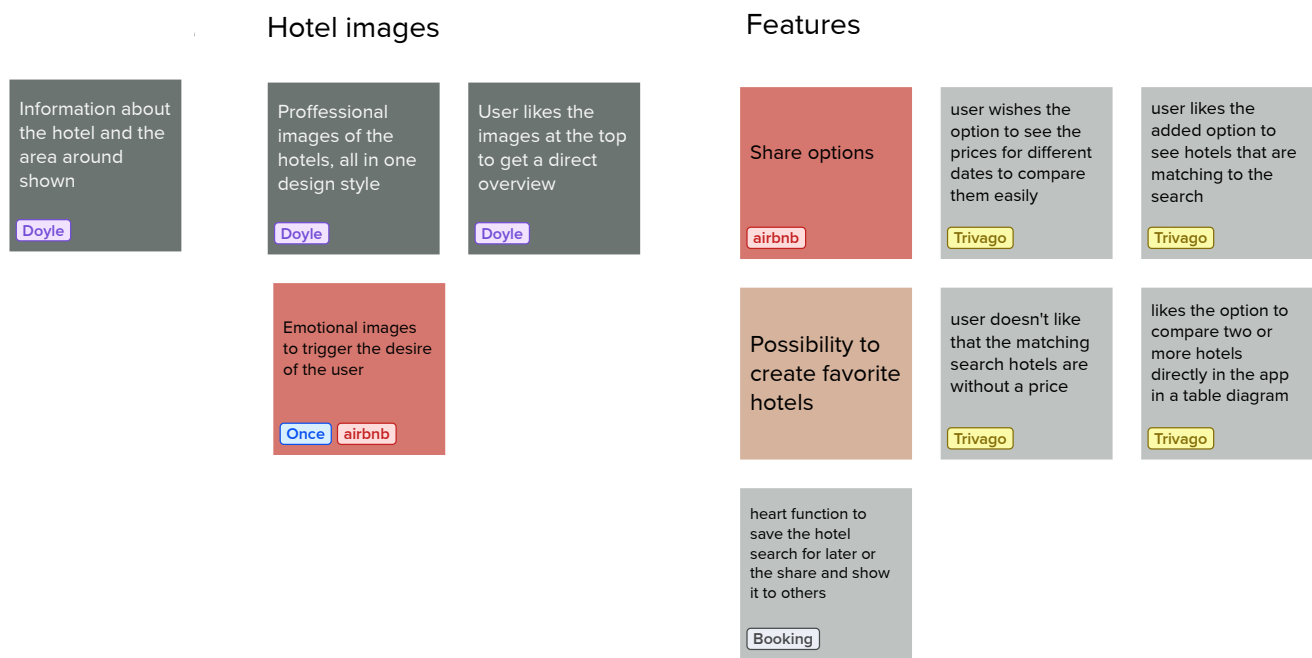 Hotel images
Features
Information about
the hotel and the
area around
shown
Doyle
Proffessional
images of the
hotels, all in one
design style
Doyle
User likes the
images at the top
to get a direct
overview
Doyle
Emotional images
to trigger the desire
of the user
Once airbnb
Share options
airbnb
user wishes the
option to see the
prices for different
dates to compare
them easily
Trivago
user likes the
added option to
see hotels that are
matching to the
search
Trivago
Possibility to
create favorite
hotels
user doesn't like
that the matching
search hotels are
without a price
Trivago
likes the option to
compare two or
more hotels
directly in the app
in a table diagram
Trivago
heart function to
save the hotel
search for later or
the share and show
it to others
Booking